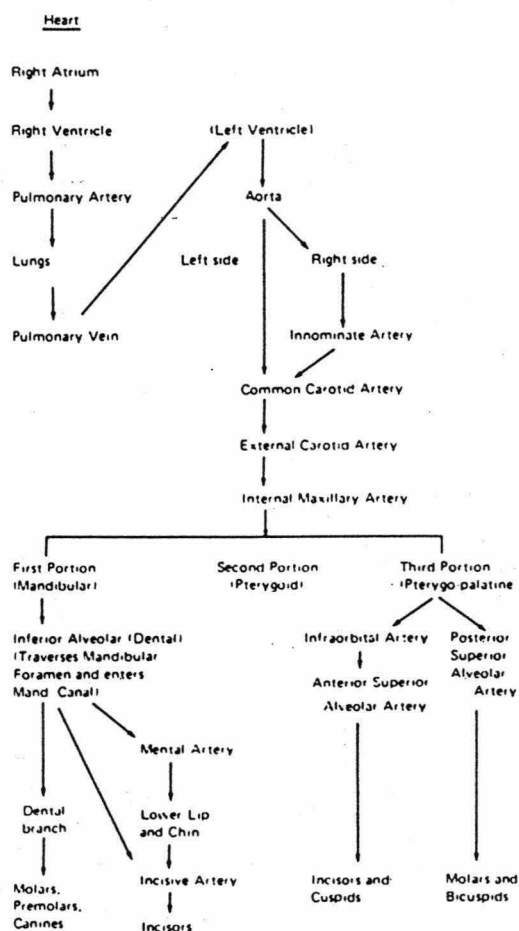 Heart
Right Atrium
Right Ventricle
(Left Ventricle)
Pulmonary Artery
Aorta
Lungs
Left side
Right side
Pulmonary Vein
Innominate Artery
Common Carotid Artery
External Carotid Artery
Internal Maxillary Artery
First Portion
(Mandibular)
Second Portion
(Pterygoid)
Third Portion
(Pterygo-palatine
Inferior Alveolar (Dental)
(Traverses Mandibular
Foramen and enters
Mand Canal)
Infraorbital Artery
Anterior Superior
Alveolar Artery
Posterior
Superior
Alveolar
Artery
Mental Artery
Dental
branch
Lower Lip
and Chin
Molars,
Premolars,
Canines
Incisive Artery
Incisors
Incisors and
Cuspids
Molars and
Bicuspids